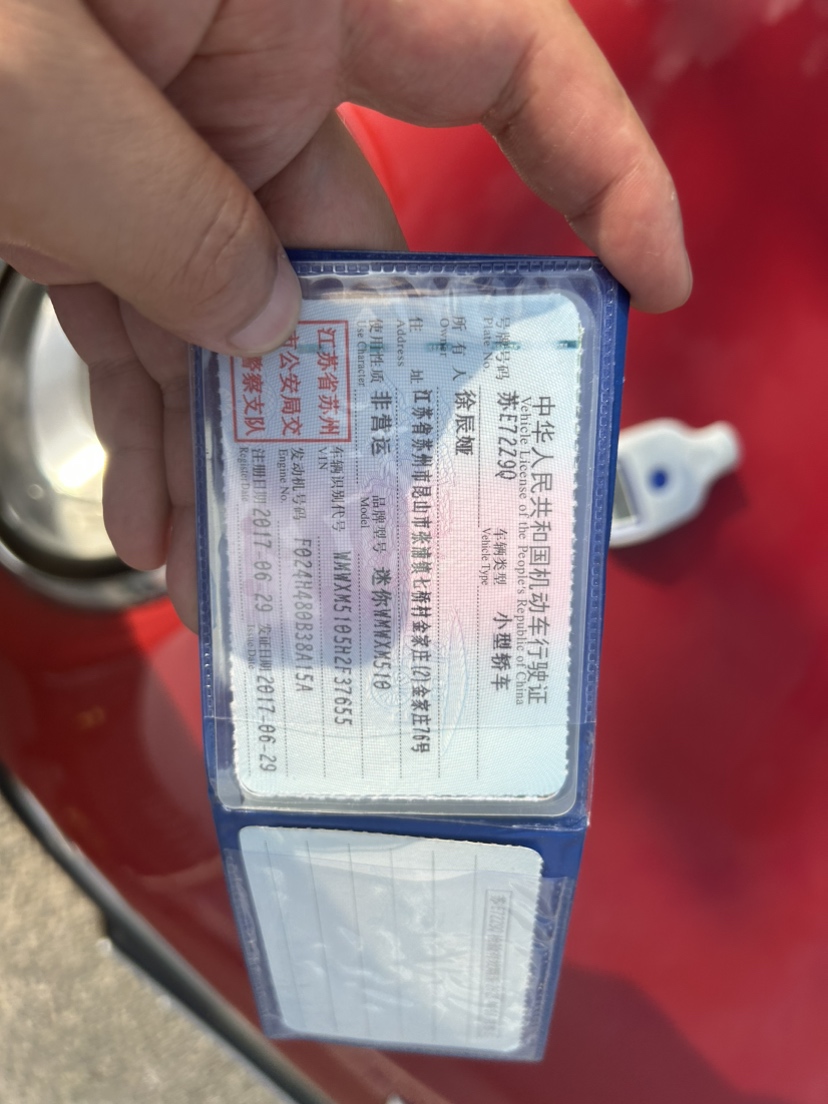 中华人民共和国机动车行驶证
Vehicle License of the People's Republic of China
号牌号码 苏E72Z9Q 车辆类型 小型轿车
Plate No. Vehicle Type
所有人 徐辰娅
Owner
住址 江苏省苏州市昆山市张浦镇七桥村金家庄(2)金家庄76号
Address
使用性质 非营运 品牌型号 迷你WMWXM510
Use Character Model
江苏省苏州
市公安局交
警察支队
车辆识别代号 WMWXM5105H2F37655
VIN
发动机号码 F024H480B38A15A
Engine No.
注册日期 2017-06-29 发证日期 2017-06-29
Register Date Issue Date